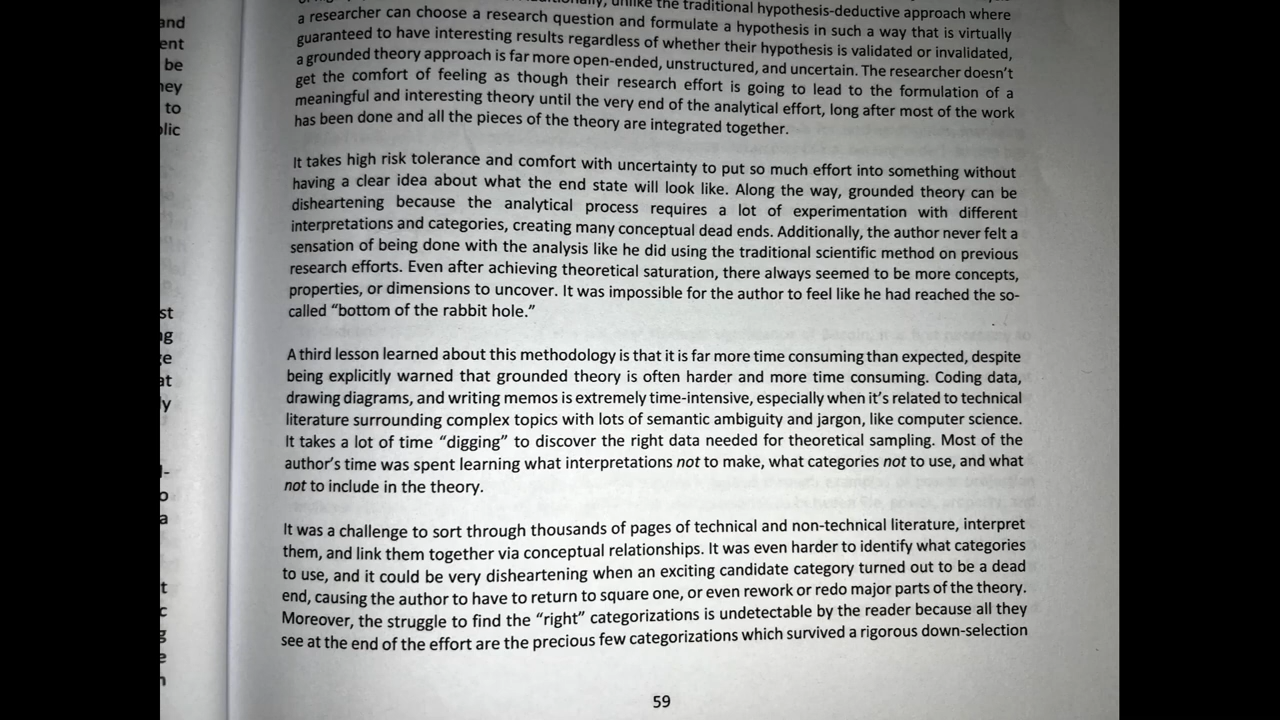 unlike the traditional hypothesis-deductive approach where
a researcher can choose a research question and formulate a hypothesis in such a way that is virtually
guaranteed to have interesting results regardless of whether their hypothesis is validated or invalidated,
a grounded theory approach is far more open-ended, unstructured, and uncertain. The researcher doesn't
get the comfort of feeling as though their research effort is going to lead to the formulation of a
meaningful and interesting theory until the very end of the analytical effort, long after most of the work
has been done and all the pieces of the theory are integrated together.
It takes high risk tolerance and comfort with uncertainty to put so much effort into something without
having a clear idea about what the end state will look like. Along the way, grounded theory can be
disheartening because the analytical process requires a lot of experimentation with different
interpretations and categories, creating many conceptual dead ends. Additionally, the author never felt a
sensation of being done with the analysis like he did using the traditional scientific method on previous
research efforts. Even after achieving theoretical saturation, there always seemed to be more concepts,
properties, or dimensions to uncover. It was impossible for the author to feel like he had reached the so-
called “bottom of the rabbit hole.”
A third lesson learned about this methodology is that it is far more time consuming than expected, despite
being explicitly warned that grounded theory is often harder and more time consuming. Coding data,
drawing diagrams, and writing memos is extremely time-intensive, especially when it's related to technical
literature surrounding complex topics with lots of semantic ambiguity and jargon, like computer science.
It takes a lot of time “digging” to discover the right data needed for theoretical sampling. Most of the
author's time was spent learning what interpretations not to make, what categories not to use, and what
not to include in the theory.
It was a challenge to sort through thousands of pages of technical and non-technical literature, interpret
them, and link them together via conceptual relationships. It was even harder to identify what categories
to use, and it could be very disheartening when an exciting candidate category turned out to be a dead
end, causing the author to have to return to square one, or even rework or redo major parts of the theory.
Moreover, the struggle to find the “right” categorizations is undetectable by the reader because all they
see at the end of the effort are the precious few categorizations which survived a rigorous down-selection
59